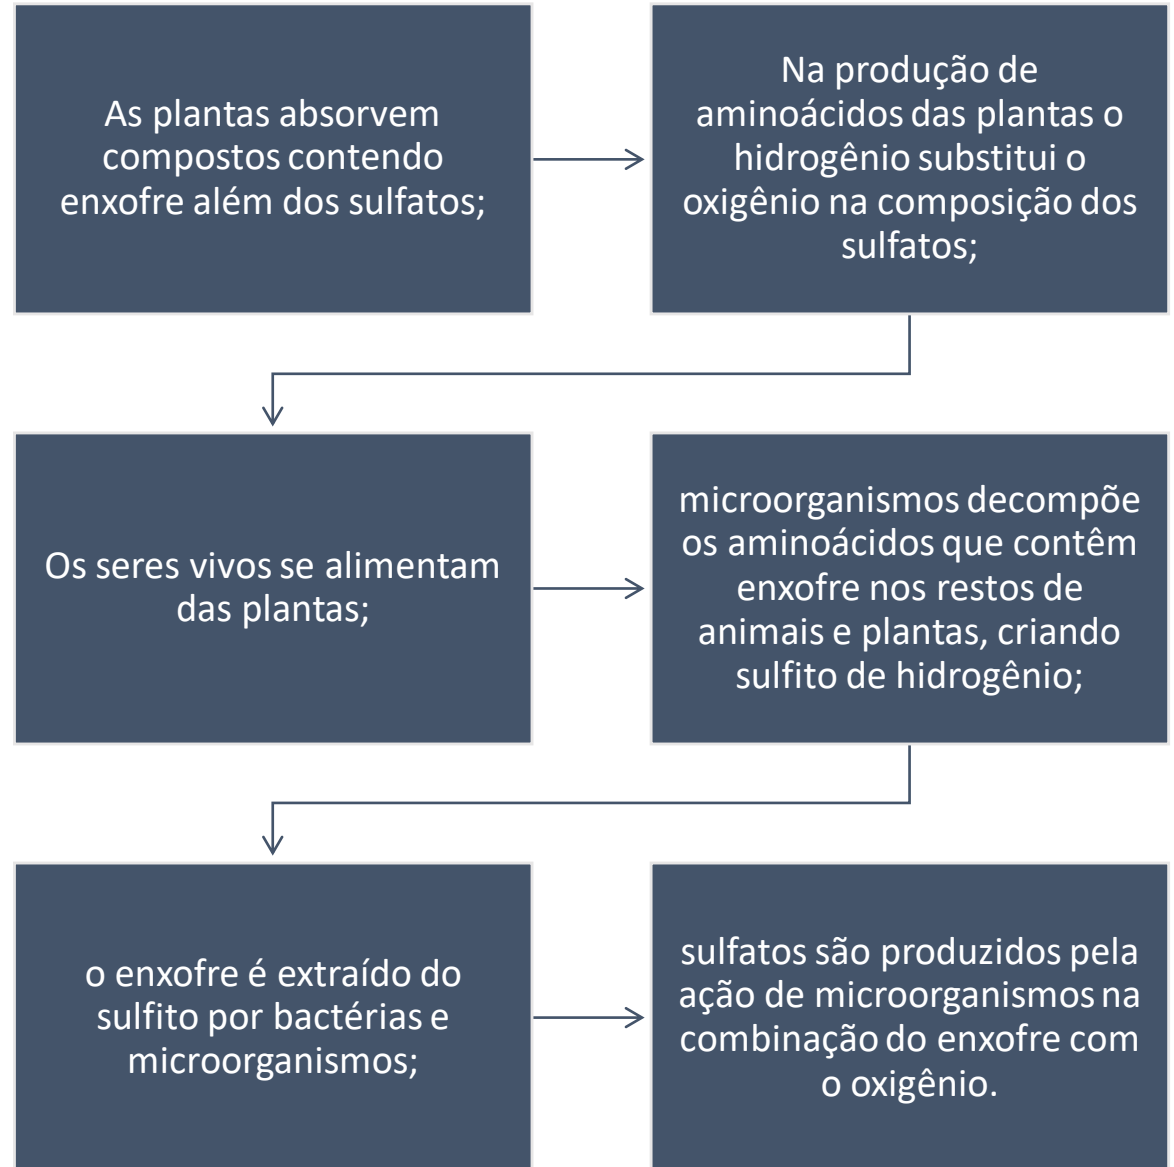 As plantas absorvem
compostos contendo
enxofre além dos sulfatos;
Na produção de
aminoácidos das plantas o
hidrogênio substitui o
oxigênio na composição dos
sulfatos;
Os seres vivos se alimentam
das plantas;
microorganismos decompõe
os aminoácidos que contêm
enxofre nos restos de
animais e plantas, criando
sulfito de hidrogênio;
o enxofre é extraído do
sulfito por bactérias e
microorganismos;
sulfatos são produzidos pela
ação de microorganismos na
combinação do enxofre com
o oxigênio.